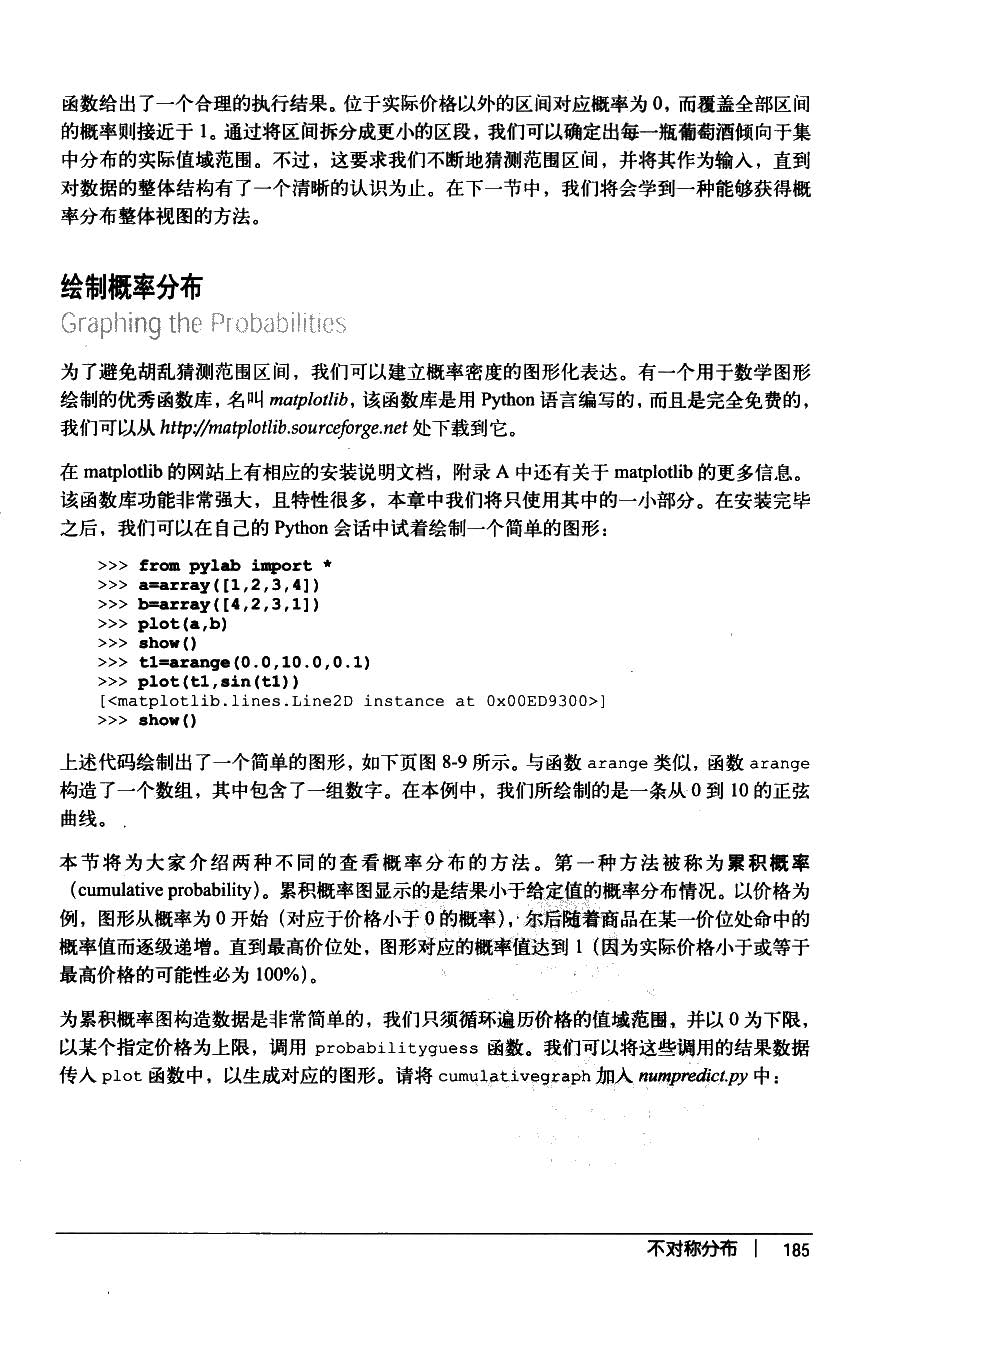 函数给出了一个合理的执行结果。位于实际价格以外的区间对应概率为 0，而覆盖全部区间
的概率则接近于 1。通过将区间拆分成更小的区段，我们可以确定出每一瓶葡萄酒倾向于集
中分布的实际值域范围。不过，这要求我们不断地猜测范围区间，并将其作为输入，直到
对数据的整体结构有了一个清晰的认识为止。在下一节中，我们将会学到一种能够获得概
率分布整体视图的方法。
绘制概率分布
Graphing the Probabilities
为了避免胡乱猜测范围区间，我们可以建立概率密度的图形化表达。有一个用于数学图形
绘制的优秀函数库，名叫 matplotlib，该函数库是用 Python 语言编写的，而且是完全免费的，
我们可以从 http://matplotlib.sourceforge.net 处下载到它。
在 matplotlib 的网站上有相应的安装说明文档，附录 A 中还有关于 matplotlib 的更多信息。
该函数库功能非常强大，且特性很多，本章中我们将只使用其中的一小部分。在安装完毕
之后，我们可以在自己的 Python 会话中试着绘制一个简单的图形：
>>> from pylab import *
>>> a=array([1,2,3,4])
>>> b=array([4,2,3,1])
>>> plot(a,b)
>>> show()
>>> t1=arange(0.0,10.0,0.1)
>>> plot(t1,sin(t1))
[<matplotlib.lines.Line2D instance at 0x00ED9300>]
>>> show()
上述代码绘制出了一个简单的图形，如下页图 8-9 所示。与函数 arange 类似，函数 arange
构造了一个数组，其中包含了一组数字。在本例中，我们所绘制的是一条从 0 到 10 的正弦
曲线。
本节将为大家介绍两种不同的查看概率分布的方法。第一种方法被称为累积概率
（cumulative probability）。累积概率图显示的是结果小于给定值的概率分布情况。以价格为
例，图形从概率为 0 开始（对应于价格小于 0 的概率），尔后随着商品在某一价位处命中的
概率值而逐级递增。直到最高价位处，图形对应的概率值达到 1（因为实际价格小于或等于
最高价格的可能性必为 100%）。
为累积概率图构造数据是非常简单的，我们只须循环遍历价格的值域范围，并以 0 为下限，
以某个指定价格为上限，调用 probabilityguess 函数。我们可以将这些调用的结果数据
传入 plot 函数中，以生成对应的图形。请将 cumulativegraph 加入 numpredict.py 中：
不对称分布 | 185